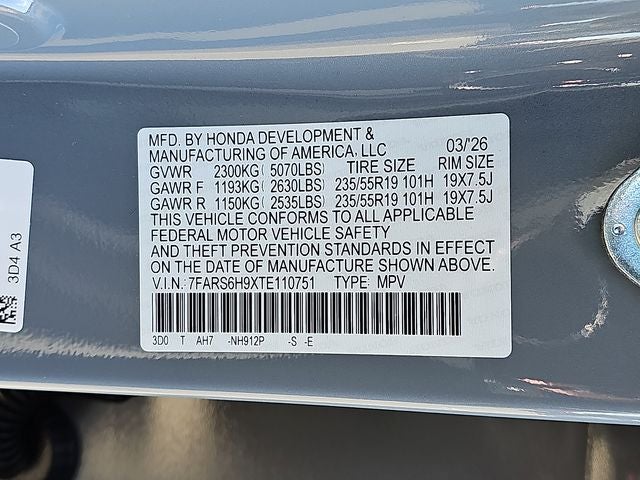 MFD. BY HONDA DEVELOPMENT &
MANUFACTURING OF AMERICA, LLC 03/'26
GVWR 2300KG( 5070LBS) TIRE SIZE RIM SIZE
GAWR F 1193KG( 2630LBS) 235/55R19 101H 19X7.5J
GAWR R 1150KG( 2535LBS) 235/55R19 101H 19X7.5J
THIS VEHICLE CONFORMS TO ALL APPLICABLE
FEDERAL MOTOR VEHICLE SAFETY
AND THEFT PREVENTION STANDARDS IN EFFECT
ON THE DATE OF MANUFACTURE SHOWN ABOVE.
V.I.N.: 7FARS6H9XTE110751 TYPE: MPV
3D0 T AH7 -NH912P -S -E
3D4 A3